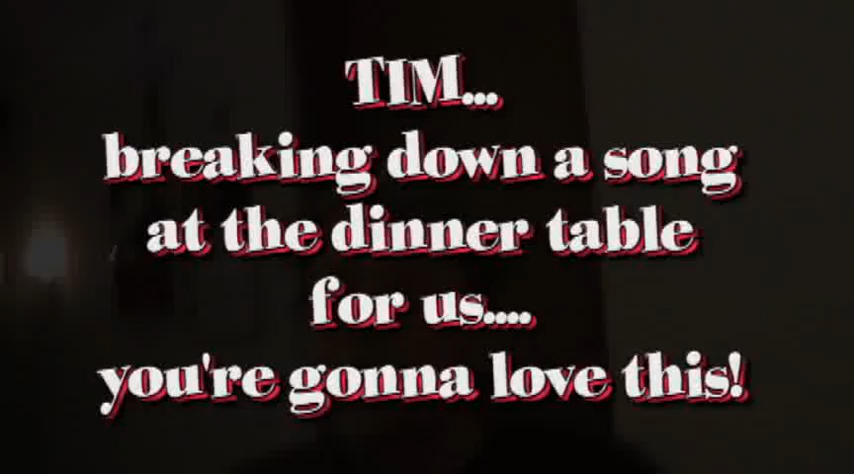 TIM...
breaking down a song
at the dinner table
for us....
you're gonna love this!